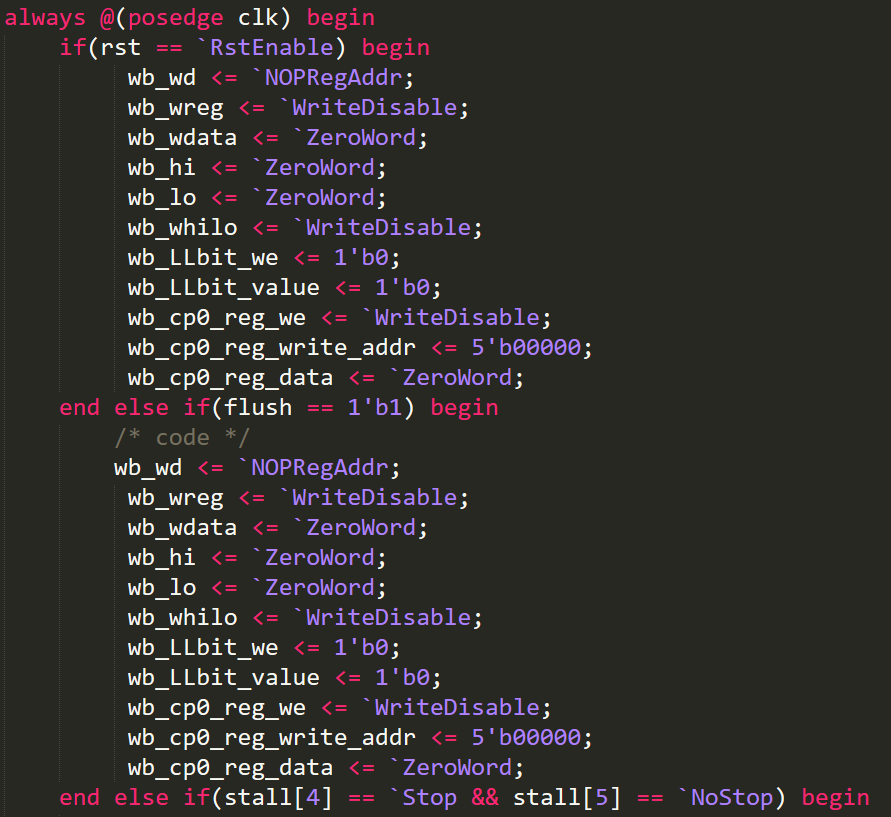 always @(posedge clk) begin
    if(rst == `RstEnable) begin
         wb_wd <= `NOPRegAddr;
         wb_wreg <= `WriteDisable;
         wb_wdata <= `ZeroWord;
         wb_hi <= `ZeroWord;
         wb_lo <= `ZeroWord;
         wb_whilo <= `WriteDisable;
         wb_LLbit_we <= 1'b0;
         wb_LLbit_value <= 1'b0;
         wb_cp0_reg_we <= `WriteDisable;
         wb_cp0_reg_write_addr <= 5'b00000;
         wb_cp0_reg_data <= `ZeroWord;
    end else if(flush == 1'b1) begin
        /* code */
        wb_wd <= `NOPRegAddr;
         wb_wreg <= `WriteDisable;
         wb_wdata <= `ZeroWord;
         wb_hi <= `ZeroWord;
         wb_lo <= `ZeroWord;
         wb_whilo <= `WriteDisable;
         wb_LLbit_we <= 1'b0;
         wb_LLbit_value <= 1'b0;
         wb_cp0_reg_we <= `WriteDisable;
         wb_cp0_reg_write_addr <= 5'b00000;
         wb_cp0_reg_data <= `ZeroWord;
    end else if(stall[4] == `Stop && stall[5] == `NoStop) begin